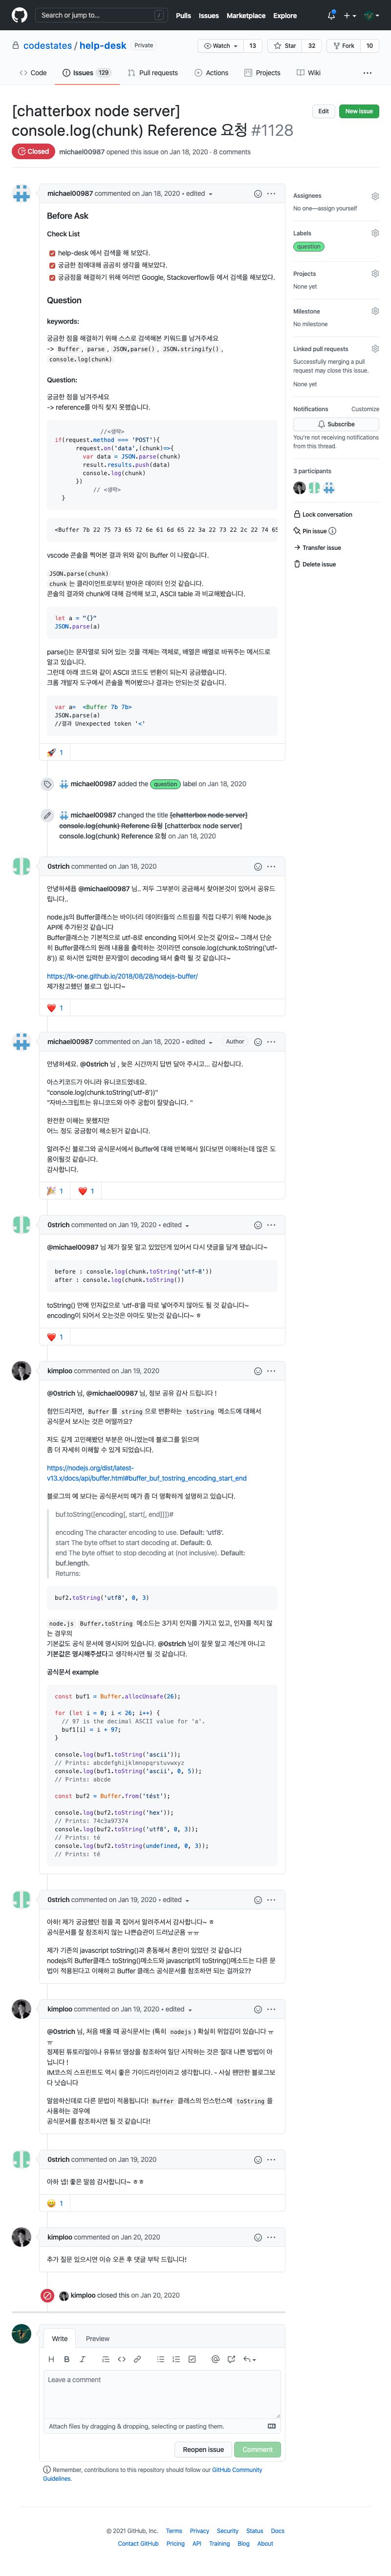 Search or jump to... /
Pulls Issues Marketplace Explore
codestates / help-desk Private
Watch 13 Star 32 Fork 10
Code Issues 129 Pull requests Actions Projects Wiki
[chatterbox node server]
console.log(chunk) Reference 요청 #1128
Edit New issue
Closed michael00987 opened this issue on Jan 18, 2020 · 8 comments
michael00987 commented on Jan 18, 2020 • edited
Before Ask
Check List
help-desk 에서 검색을 해 보았다.
궁금한 점에대해 곰곰히 생각을 해보았다.
궁금점을 해결하기 위해 여러번 Google, Stackoverflow등 에서 검색을 해보았다.
Question
keywords:
궁금한 점을 해결하기 위해 스스로 검색해본 키워드를 남겨주세요
-> Buffer, parse, JSON,parse(), JSON.stringify(),
console.log(chunk)
Question:
궁금한 점을 남겨주세요
-> reference를 아직 찾지 못했습니다.
//<생략>
if(request.method === 'POST'){
request.on('data',(chunk)=>{
var data = JSON.parse(chunk)
result.results.push(data)
console.log(chunk)
})
// <생략>
}
<Buffer 7b 22 75 73 65 72 6e 61 6d 65 22 3a 22 73 22 2c 22 74 65
vscode 콘솔을 찍어본 결과 위와 같이 Buffer 이 나왔습니다.
JSON.parse(chunk)
chunk 는 클라이언트로부터 받아온 데이터 인것 같습니다.
콘솔의 결과와 chunk에 대해 검색해 보고, ASCII table 과 비교해봤습니다.
let a = "{}"
JSON.parse(a)
parse()는 문자열로 되어 있는 것을 객체는 객체로, 배열은 배열로 바꿔주는 메서드로
알고 있습니다.
그런데 아래 코드와 같이 ASCII 코드도 변환이 되는지 궁금했습니다.
크롬 개발자 도구에서 콘솔을 찍어봤으나 결과는 안되는것 같습니다.
var a= <Buffer 7b 7b>
JSON.parse(a)
//결과 Unexpected token '<'
🚀 1
michael00987 added the question label on Jan 18, 2020
michael00987 changed the title [chatterbox node server]
console.log(chunk) Referenc 요청 [chatterbox node server]
console.log(chunk) Reference 요청 on Jan 18, 2020
0strich commented on Jan 18, 2020
안녕하세욥 @michael00987 님.. 저두 그부분이 궁금해서 찾아본것이 있어서 공유드
립니다..
node.js의 Buffer클래스는 바이너리 데이터들의 스트림을 직접 다루기 위해 Node.js
API에 추가된것 같습니다
Buffer클래스는 기본적으로 utf-8로 encoding 되어서 오는것 같아요~ 그래서 단순
히 Buffer클래스의 원래 내용을 출력하는 것이라면 console.log(chunk.toString('utf-
8')) 로 하시면 입력한 문자열이 decoding 돼서 출력 될 것 같습니다~
https://tk-one.github.io/2018/08/28/nodejs-buffer/
제가참고했던 블로그 입니다~
❤️ 1
michael00987 commented on Jan 18, 2020 • edited Author
안녕하세요. @0strich '님 , 늦은 시간까지 답변 달아 주시고... 감사합니다.
아스키코드가 아니라 유니코드였네요.
"console.log(chunk.toString('utf-8'))"
"자바스크립트는 유니코드와 아주 궁합이 잘맞습니다. "
완전한 이해는 못했지만
어느 정도 궁금함이 해소된거 같습니다.
알려주신 블로그와 공식문서에서 Buffer에 대해 반복해서 읽다보면 이해하는데 많은 도
움이될것 같습니다.
감사합니다.
🎉 1 ❤️ 1
0strich commented on Jan 19, 2020 • edited
@michael00987 님 제가 잘못 알고 있었던게 있어서 다시 댓글을 달게 됐습니다~
before : console.log(chunk.toString('utf-8'))
after : console.log(chunk.toString())
toString() 안에 인자값으로 'utf-8'을 따로 넣어주지 않아도 될 것 같습니다~
encoding이 되어서 오는것은 아마도 맞는것 같습니다~ ㅎ
❤️ 1
kimploo commented on Jan 19, 2020
@0strich 님, @michael00987 님, 정보 공유 감사 드립니다 !
첨언드리자면, Buffer 를 string 으로 변환하는 toString 메소드에 대해서
공식문서 보시는 것은 어떨까요?
저도 깊게 고민해봤던 부분은 아니었는데 블로그를 읽으며
좀 더 자세히 이해할 수 있게 되었습니다.
https://nodejs.org/dist/latest-
v13.x/docs/api/buffer.html#buffer_buf_tostring_encoding_start_end
블로그의 예 보다는 공식문서의 예가 좀 더 명확하게 설명하고 있습니다.
buf.toString([encoding[, start[, end]]])#
encoding The character encoding to use. Default: 'utf8'.
start The byte offset to start decoding at. Default: 0.
end The byte offset to stop decoding at (not inclusive). Default:
buf.length.
Returns:
buf2.toString('utf8', 0, 3)
node.js Buffer.toString 메소드는 3가지 인자를 가지고 있고, 인자를 적지 않
는 경우의
기본값도 공식 문서에 명시되어 있습니다. @0strich 님이 잘못 알고 계신게 아니고
기본값은 명시해주셨다고 생각하시면 될 것 같습니다.
공식문서 example
const buf1 = Buffer.allocUnsafe(26);
for (let i = 0; i < 26; i++) {
// 97 is the decimal ASCII value for 'a'.
buf1[i] = i + 97;
}
console.log(buf1.toString('ascii'));
// Prints: abcdefghijklmnopqrstuvwxyz
console.log(buf1.toString('ascii', 0, 5));
// Prints: abcde
const buf2 = Buffer.from('tést');
console.log(buf2.toString('hex'));
// Prints: 74c3a97374
console.log(buf2.toString('utf8', 0, 3));
// Prints: té
console.log(buf2.toString(undefined, 0, 3));
// Prints: té
0strich commented on Jan 19, 2020 • edited
아하! 제가 궁금했던 점을 콕 집어서 알려주셔서 감사합니다~ ㅎ
공식문서를 잘 참조하지 않는 나쁜습관이 드러났군용 ㅠㅠ
제가 기존의 javascript toString()과 혼동해서 혼란이 있었던 것 같습니다
nodejs의 Buffer클래스 toString()메소드와 javascript의 toString()메소드는 다른 문
법이 적용된다고 이해하고 Buffer 클래스 공식문서를 참조하면 되는 걸까요??
kimploo commented on Jan 19, 2020 • edited
@0strich 님, 처음 배울 때 공식문서는 (특히 nodejs ) 확실히 위압감이 있습니다 ㅠ
ㅠ
정제된 튜토리얼이나 유튜브 영상을 참조하여 일단 시작하는 것은 절대 나쁜 방법이 아
닙니다 !
IM코스의 스프린트도 역시 좋은 가이드라인이라고 생각합니다. - 사실 왠만한 블로그보
다 낫습니다
말씀하신데로 다른 문법이 적용됩니다! Buffer 클래스의 인스턴스에 toString 을
사용하는 경우에
공식문서를 참조하시면 될 것 같습니다!
0strich commented on Jan 19, 2020
아하 넵! 좋은 말씀 감사합니다~ ㅎㅎ
😄 1
kimploo commented on Jan 20, 2020
추가 질문 있으시면 이슈 오픈 후 댓글 부탁 드립니다!
kimploo closed this on Jan 20, 2020
Write Preview
Leave a comment
Attach files by dragging & dropping, selecting or pasting them.
Reopen issue Comment
Remember, contributions to this repository should follow our GitHub Community
Guidelines.
Assignees
No one—assign yourself
Labels
question
Projects
None yet
Milestone
No milestone
Linked pull requests
Successfully merging a pull
request may close this issue.
None yet
Notifications Customize
Subscribe
You're not receiving notifications
from this thread.
3 participants
Lock conversation
Pin issue
Transfer issue
Delete issue
© 2021 GitHub, Inc. Terms Privacy Security Status Docs
Contact GitHub Pricing API Training Blog About